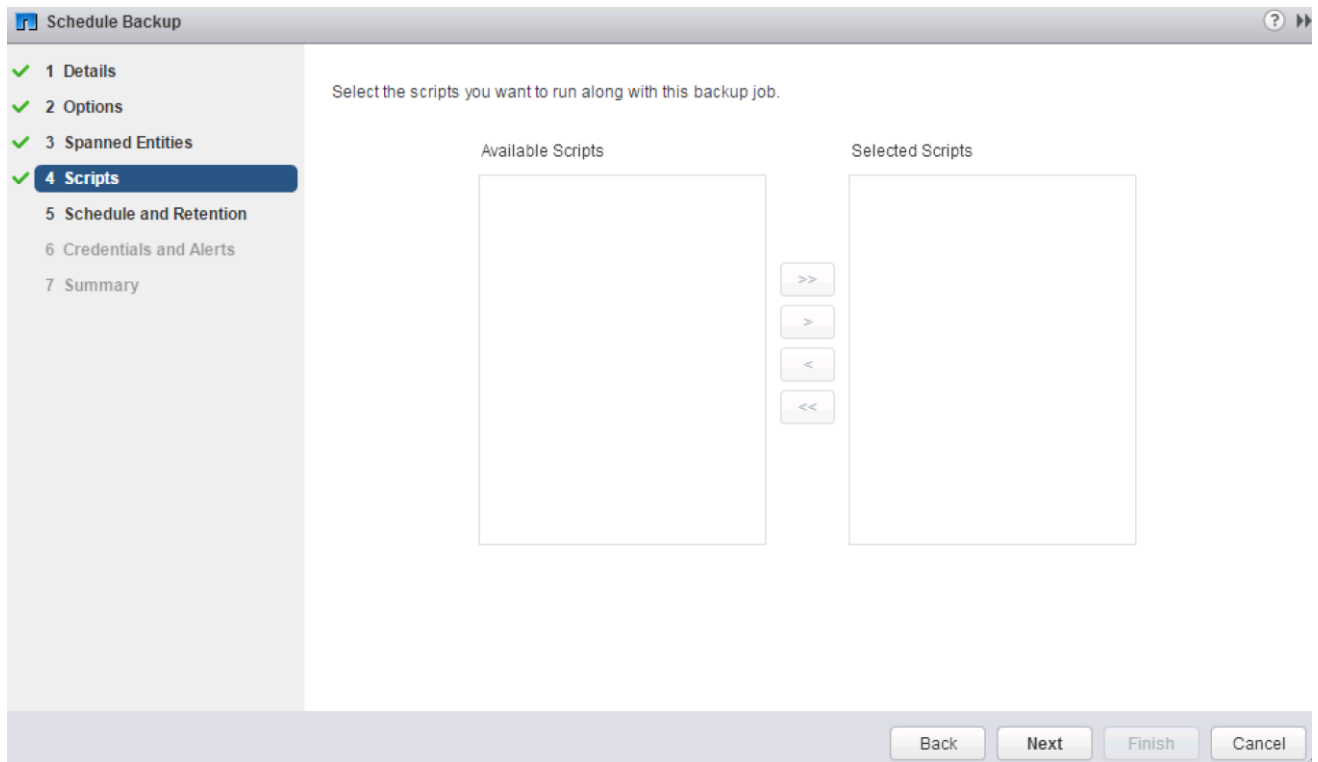 Schedule Backup
?
1 Details
2 Options
3 Spanned Entities
4 Scripts
5 Schedule and Retention
6 Credentials and Alerts
7 Summary
Select the scripts you want to run along with this backup job.
Available Scripts
Selected Scripts
>>
>
<
<<
Back
Next
Finish
Cancel